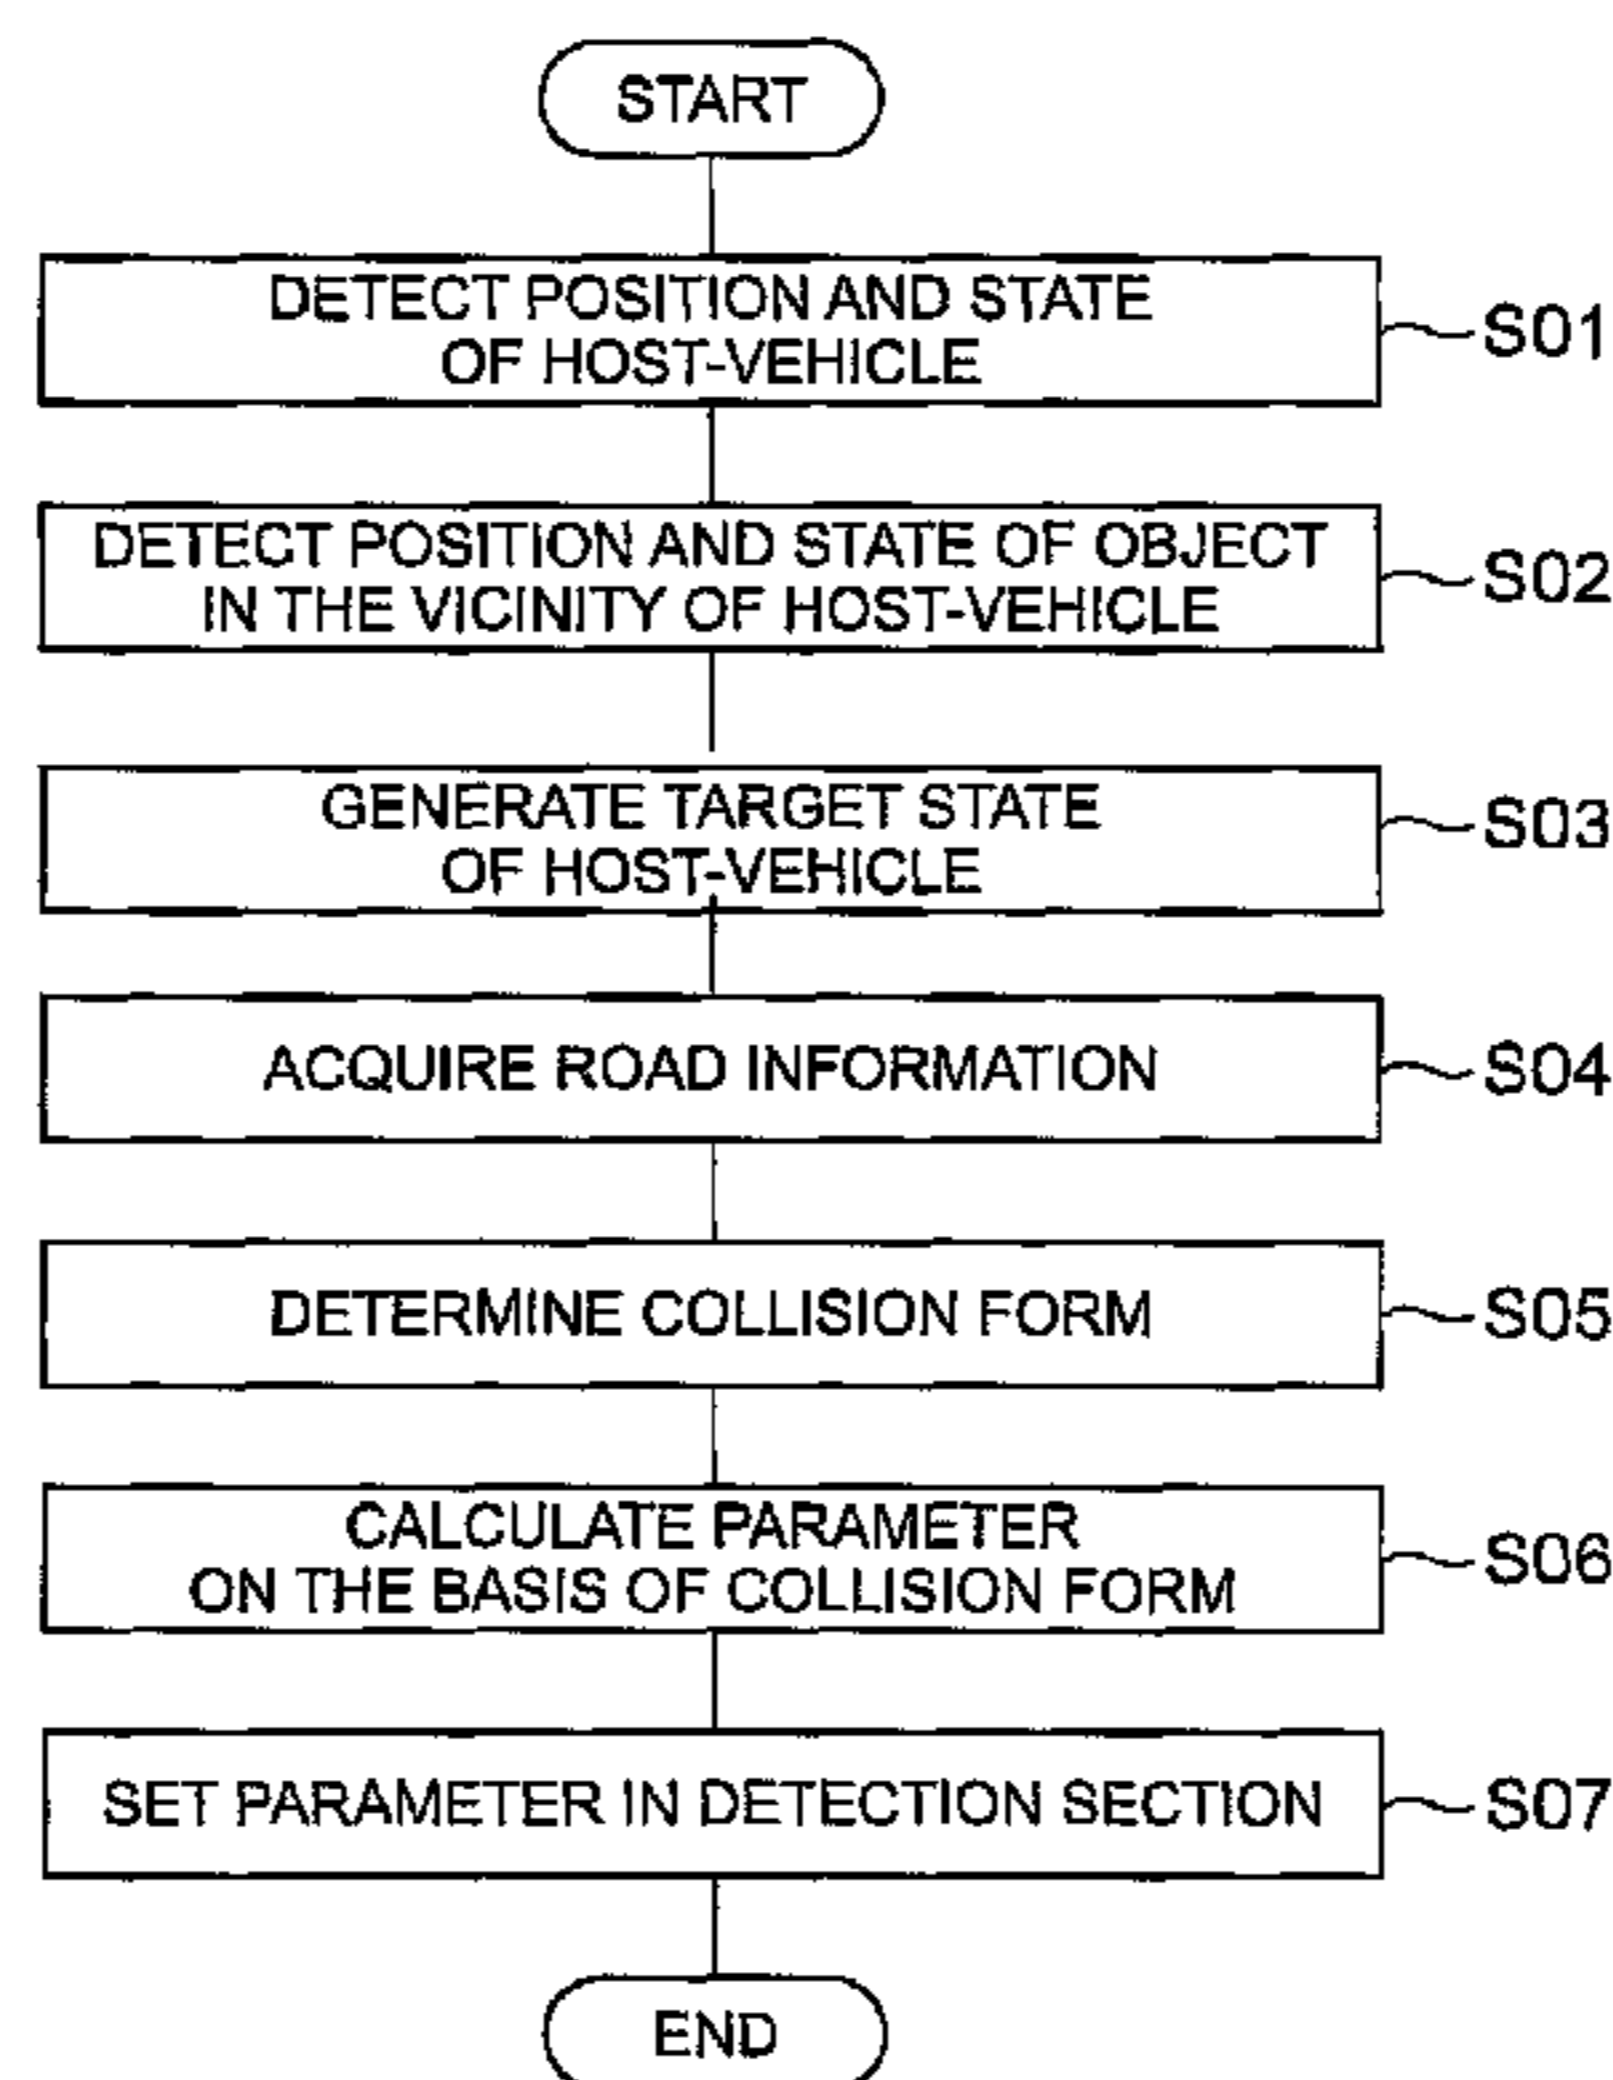 START
DETECT POSITION AND STATE
OF HOST-VEHICLE
S01
DETECT POSITION AND STATE OF OBJECT
IN THE VICINITY OF HOST-VEHICLE
S02
GENERATE TARGET STATE
OF HOST-VEHICLE
S03
ACQUIRE ROAD INFORMATION
S04
DETERMINE COLLISION FORM
S05
CALCULATE PARAMETER
ON THE BASIS OF COLLISION FORM
S06
SET PARAMETER IN DETECTION SECTION
S07
END